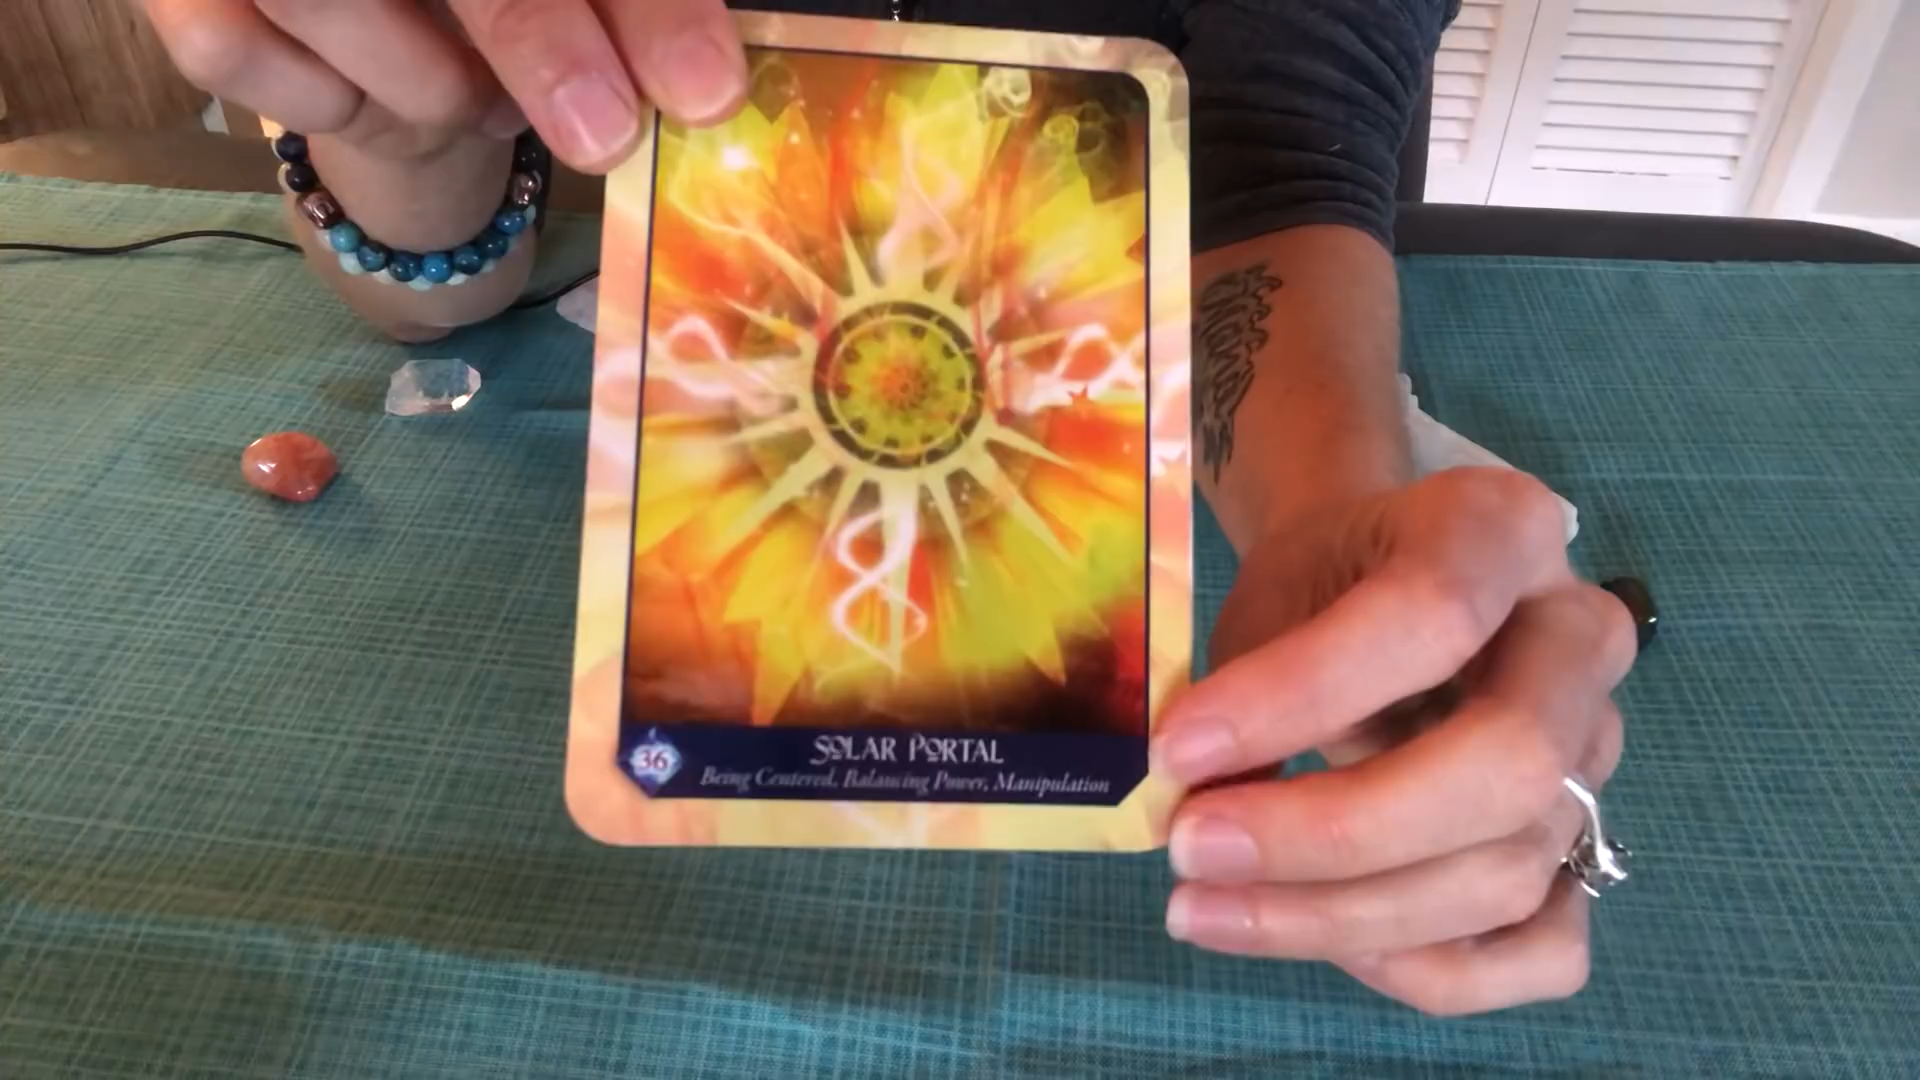 36
SOLAR PORTAL
Being Centered, Balancing Power, Manipulation